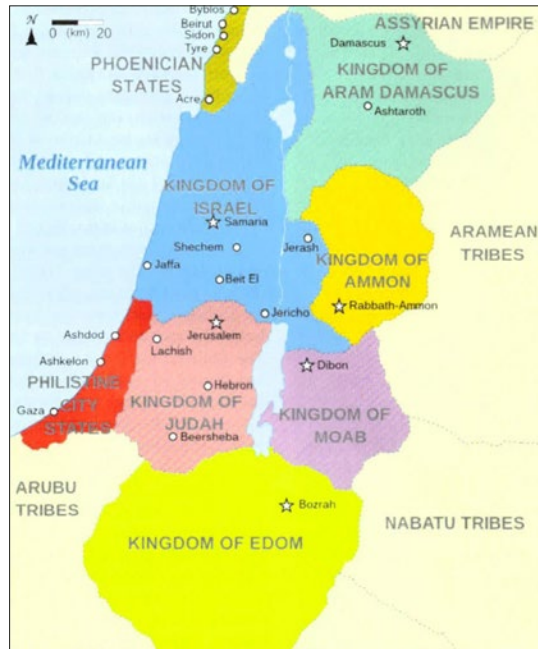 Byblos
Beirut
Sidon
Tyre
N
0 (km) 20
ASSYRIAN EMPIRE
Damascus
PHOENICIAN
STATES
KINGDOM OF
ARAM DAMASCUS
Acre
Ashtaroth
Mediterranean
Sea
KINGDOM OF
ISRAEL
Samaria
Shechem
Jerash
ARAMEAN
TRIBES
KINGDOM OF
AMMON
Jaffa
Beit El
Rabbath-Ammon
Jericho
Jerusalem
Ashdod
Lachish
Ashkelon
Dibon
PHILISTINE
CITY
STATES
Hebron
Gaza
KINGDOM OF
JUDAH
KINGDOM OF
MOAB
Beersheba
ARUBU
TRIBES
Bozrah
NABATU TRIBES
KINGDOM OF EDOM